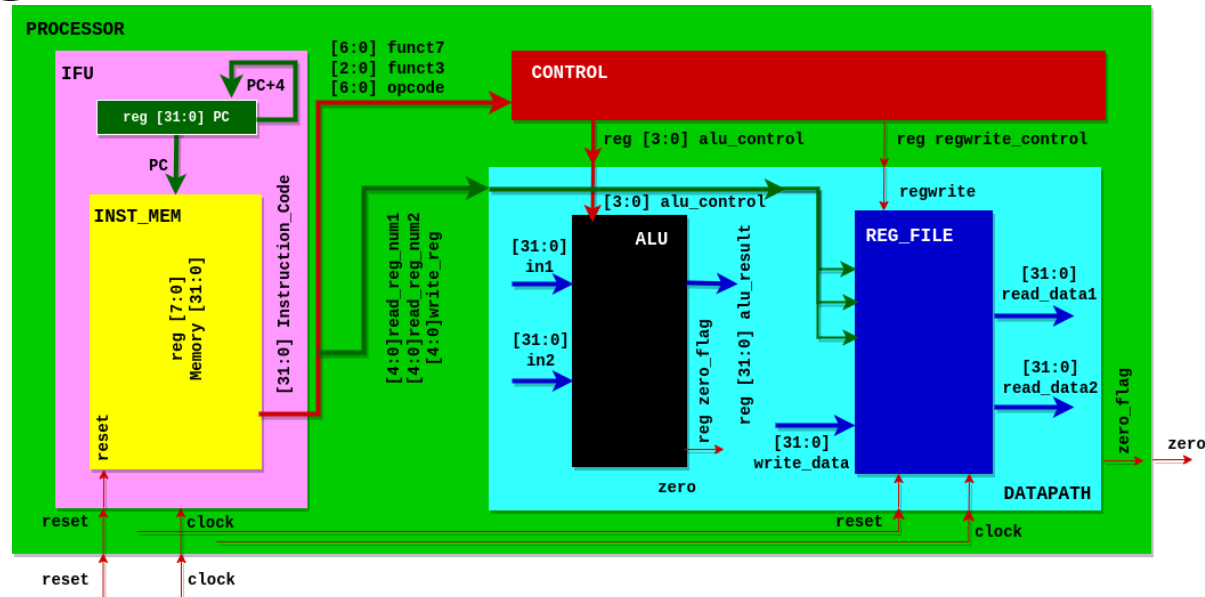 PROCESSOR
IFU
PC+4
reg [31:0] PC
PC
INST_MEM
reg [7:0]
Memory [31:0]
reset
[31:0] Instruction_Code
[6:0] funct7
[2:0] funct3
[6:0] opcode
CONTROL
reg [3:0] alu_control
reg regwrite_control
[3:0] alu_control
regwrite
[4:0]read_reg_num1
[4:0]read_reg_num2
[4:0]write_reg
ALU
[31:0]
in1
[31:0]
in2
reg [31:0] alu_result
reg zero_flag
zero
REG_FILE
[31:0]
read_data1
[31:0]
read_data2
[31:0]
write_data
DATAPATH
zero_flag
zero
reset
clock
reset
clock
reset
clock